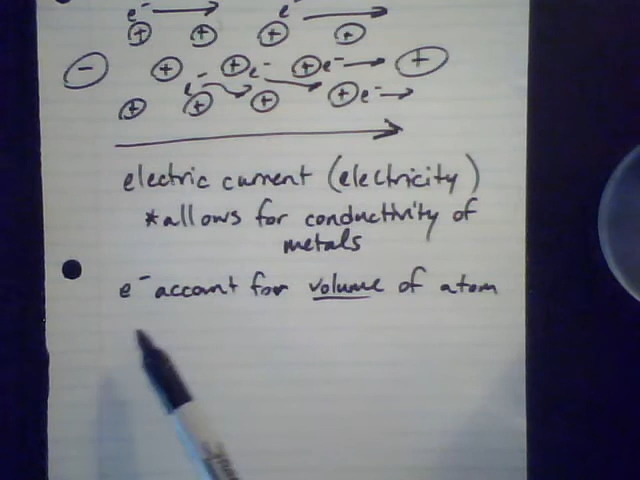 e⁻ e⁻
+ + + +
− + + e⁻ + e⁻ +
+ e⁻ + + + e⁻
electric current (electricity)
*allows for conductivity of
metals
e⁻ account for volume of atom